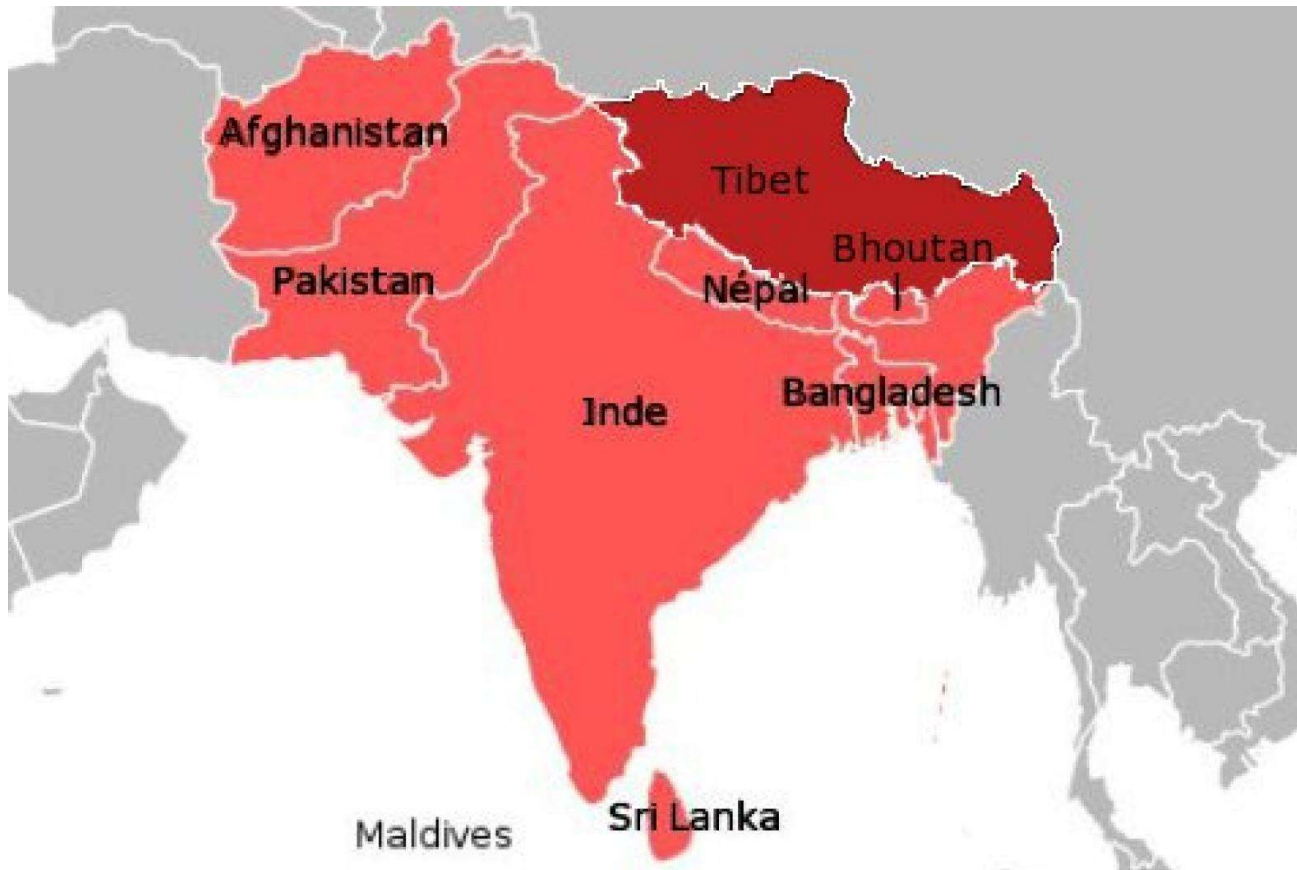 Afghanistan
Tibet
Bhoutan
Pakistan
Népal
Bangladesh
Inde
Sri Lanka
Maldives